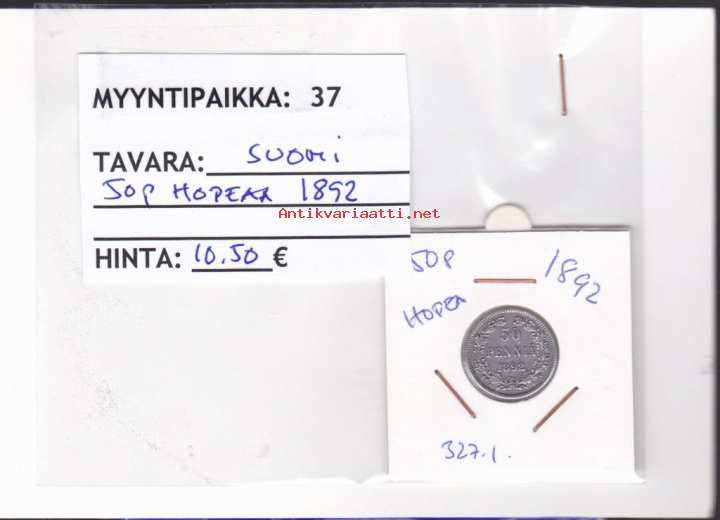 MYYNTIPAIKKA: 37
TAVARA: SUOMI
50p HOPEAA 1892
Antikvariaatti.net
HINTA: 10.50 €
50P
1892
HOPEA
50
PENNIÄ
1892
327.1.